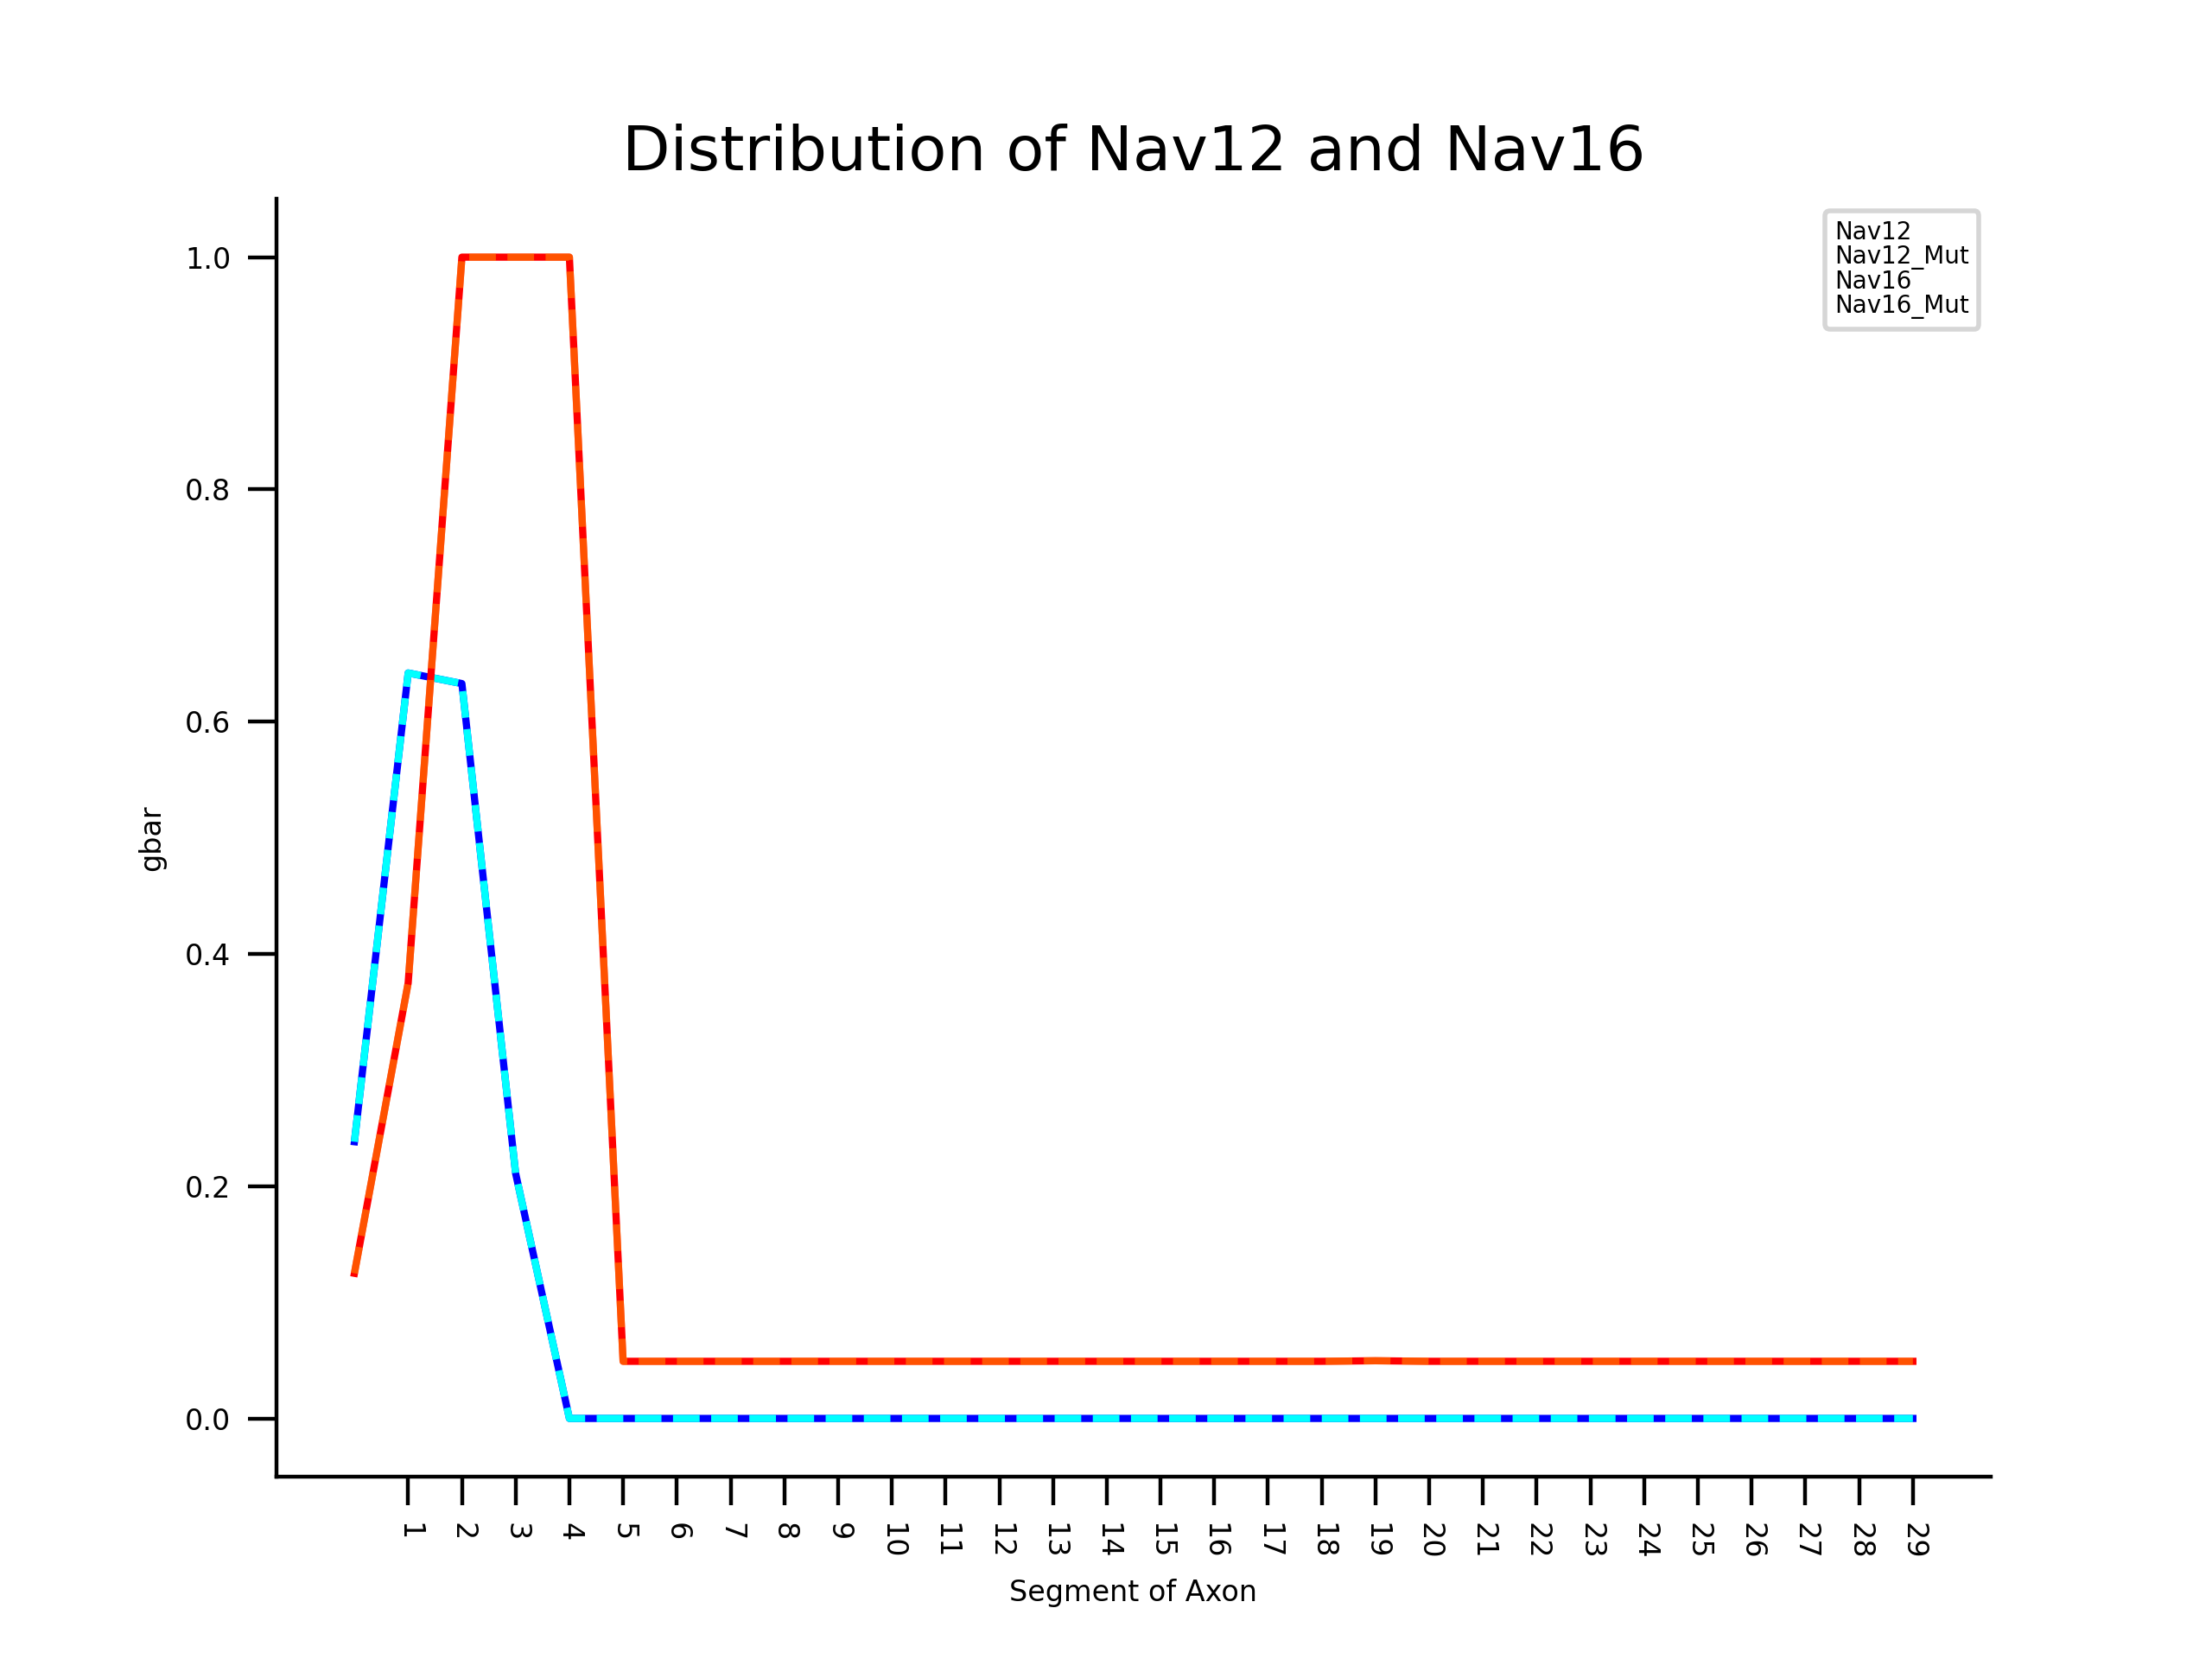 Distribution of Nav12 and Nav16
Nav12
Nav12_Mut
Nav16
Nav16_Mut
1.0
0.8
0.6
0.4
0.2
0.0
gbar
1 2 3 4 5 6 7 8 9 10 11 12 13 14 15 16 17 18 19 20 21 22 23 24 25 26 27 28 29
Segment of Axon